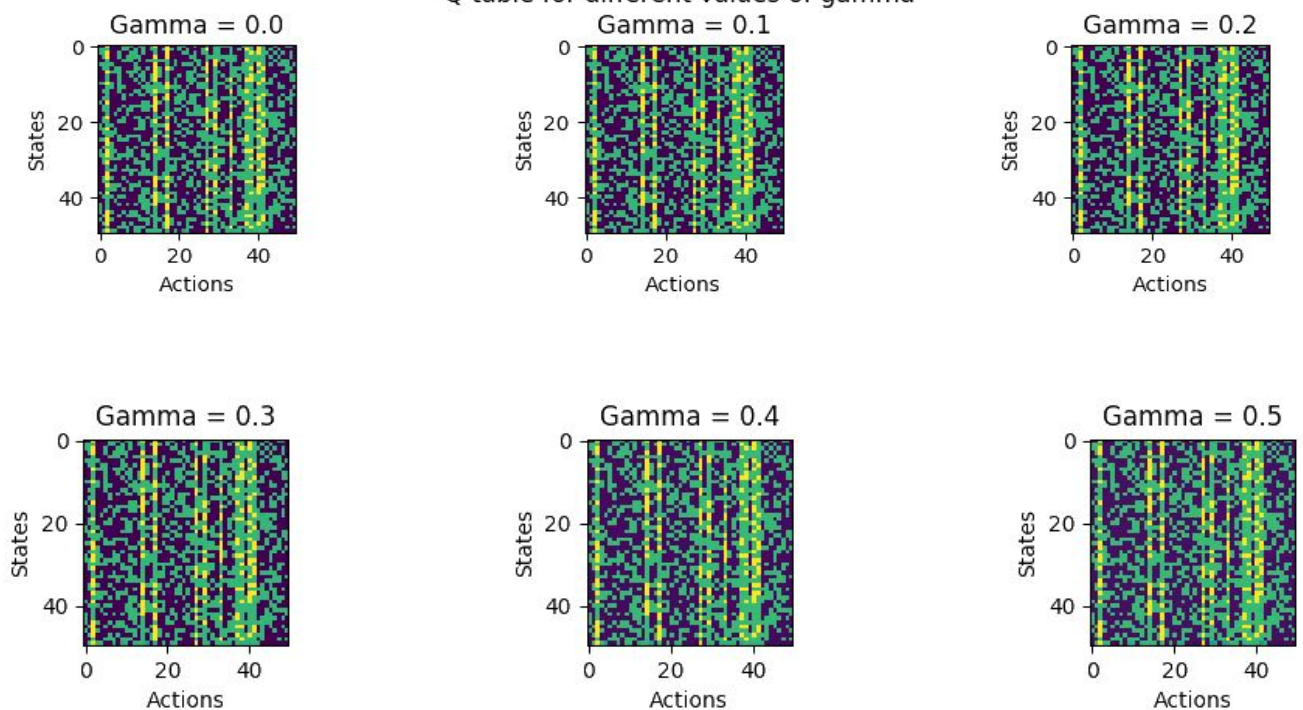 Q-table for different values of gamma
Gamma = 0.0
Gamma = 0.1
Gamma = 0.2
0
20
40
States
0
20
40
Actions
0
20
40
States
0
20
40
Actions
0
20
40
States
0
20
40
Actions
Gamma = 0.3
Gamma = 0.4
Gamma = 0.5
0
20
40
States
0
20
40
Actions
0
20
40
States
0
20
40
Actions
0
20
40
States
0
20
40
Actions